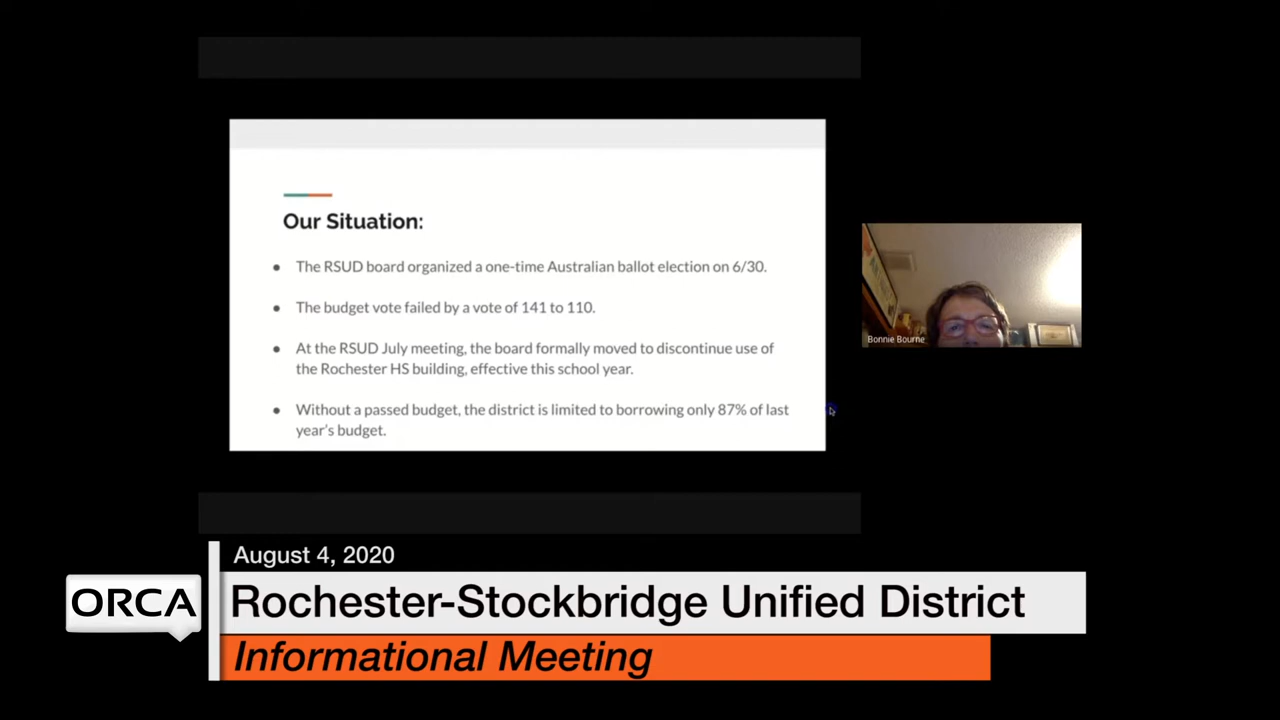 Our Situation:
● The RSUD board organized a one-time Australian ballot election on 6/30.
● The budget vote failed by a vote of 141 to 110.
● At the RSUD July meeting, the board formally moved to discontinue use of
the Rochester HS building, effective this school year.
● Without a passed budget, the district is limited to borrowing only 87% of last
year's budget.
Bonnie Bourne
August 4, 2020
ORCA
Rochester-Stockbridge Unified District
Informational Meeting